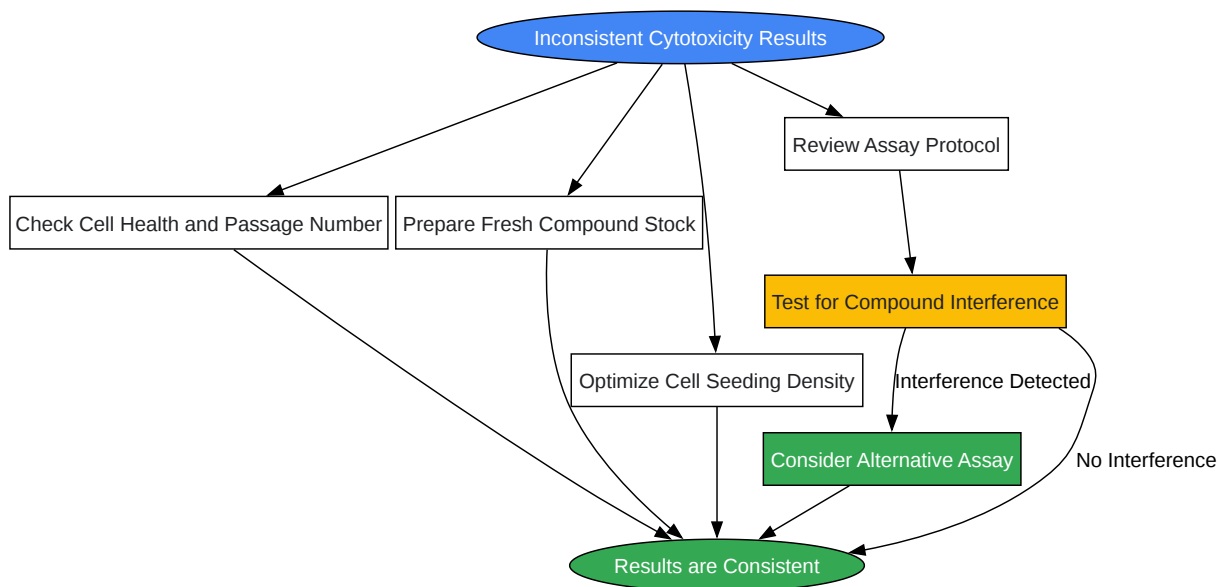 Inconsistent Cytotoxicity Results
Review Assay Protocol
Check Cell Health and Passage Number
Prepare Fresh Compound Stock
Test for Compound Interference
Optimize Cell Seeding Density
Interference Detected
Consider Alternative Assay
No Interference
Results are Consistent